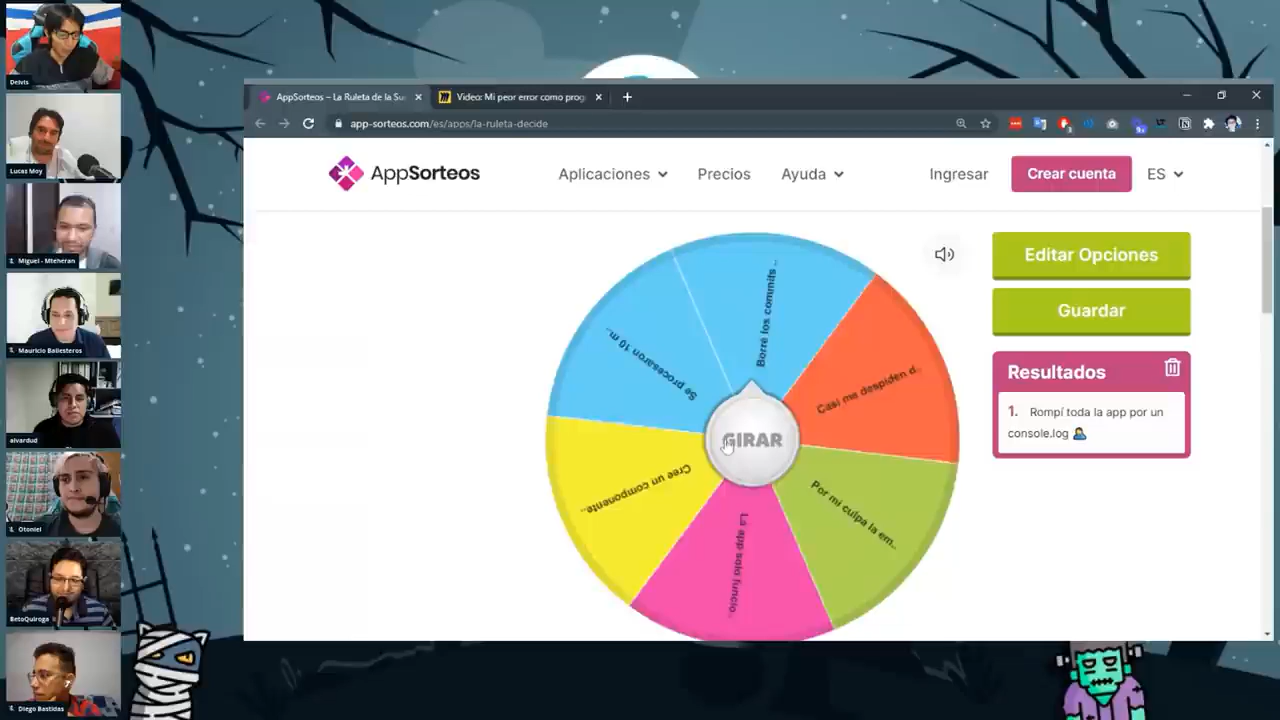 Deivis
Lucas Moy
Miguel - Mteheran
Mauricio Ballesteros
alvardud
Otoniel
BetoQuiroga
Diego Bastidas
AppSorteos – La Ruleta de la Su
Video: Mi peor error como prog
app-sorteos.com/es/apps/la-ruleta-decide
AppSorteos
Aplicaciones
Precios
Ayuda
Ingresar
Crear cuenta
ES
Editar Opciones
Guardar
Resultados
1. Rompí toda la app por un
console.log
Borré los commits ..
Casi me despiden d..
Por mi culpa la em..
La app solo funcio..
Cree un componente..
Se procesaron 10 m..
GIRAR